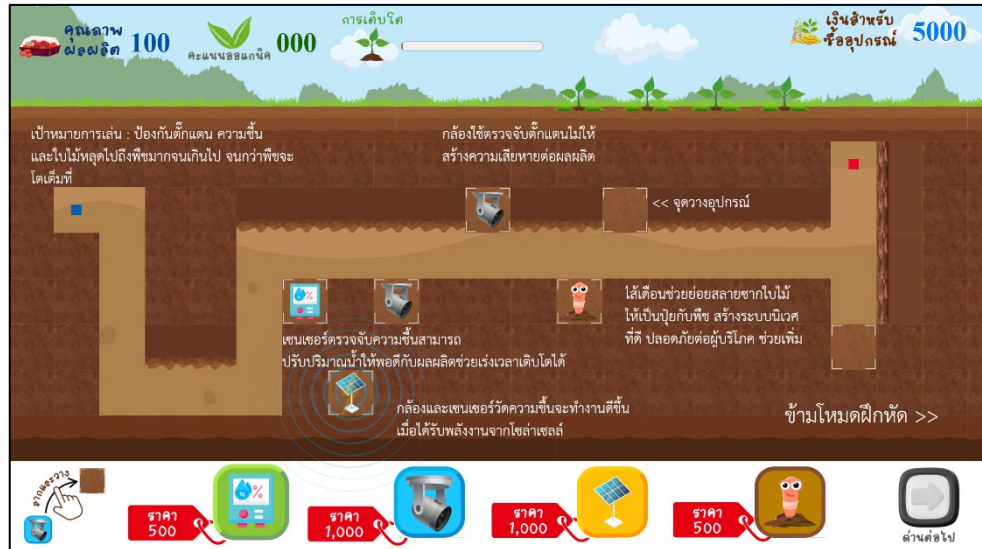 คุณภาพ
ผลผลิต 100
คะแนนออแกนิค 000
การเติบโต
เงินสำหรับ
ซื้ออุปกรณ์ 5000
เป้าหมายการเล่น : ป้องกันตั๊กแตน ความชื้น
และใบไม้หลุดไปถึงพืชมากจนเกินไป จนกว่าพืขจะ
โตเต็มที่
กล้องใช้ตรวจจับตั๊กแตนไม่ให้
สร้างความเสียหายต่อผลผลิต
<< จุดวางอุปกรณ์
%
ไส้เดือนช่วยย่อยสลายซากใบไม้
ให้เป็นปุ๋ยกับพืช สร้างระบบนิเวศ
ที่ดี ปลอดภัยต่อผู้บริโภค ช่วยเพิ่ม
เซนเซอร์ตรวจจับความชื้นสามารถ
ปรับปริมาณน้ำให้พอดีกับผลผลิตช่วยเร่งเวลาเติบโตได้
กล้องและเซนเซอร์วัดความชื้นจะทำงานดีขึ้น
เมื่อได้รับพลังงานจากโซล่าเซลล์
ข้ามโหมดฝึกหัด >>
ลากและวาง
ราคา
500
%
ราคา
1,000
ราคา
1,000
ราคา
500
ด่านต่อไป